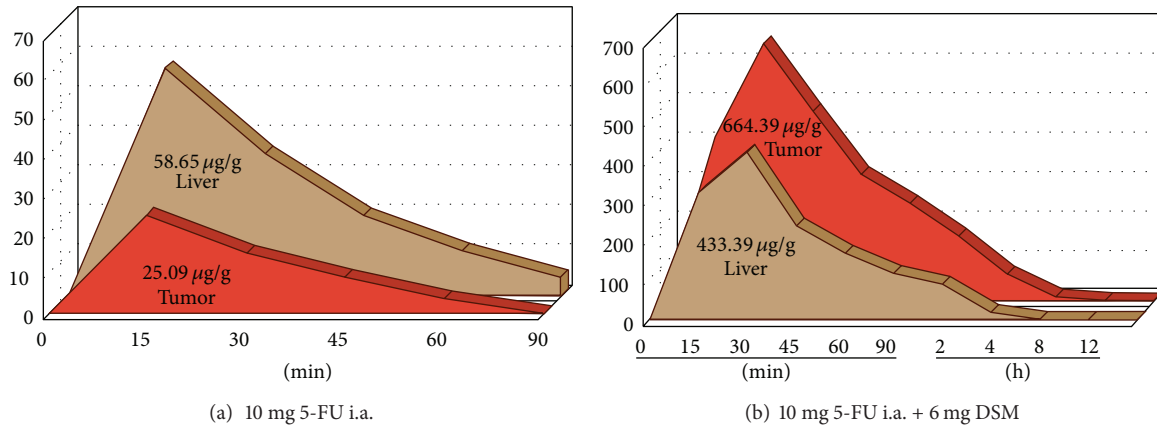 70
60
50
40
30
20
10
0
58.65 μg/g
Liver
25.09 μg/g
Tumor
0 15 30 45 60 90
(min)
(a) 10 mg 5-FU i.a.
700
600
500
400
300
200
100
0
664.39 μg/g
Tumor
433.39 μg/g
Liver
0 15 30 45 60 90 2 4 8 12
(min) (h)
(b) 10 mg 5-FU i.a. + 6 mg DSM